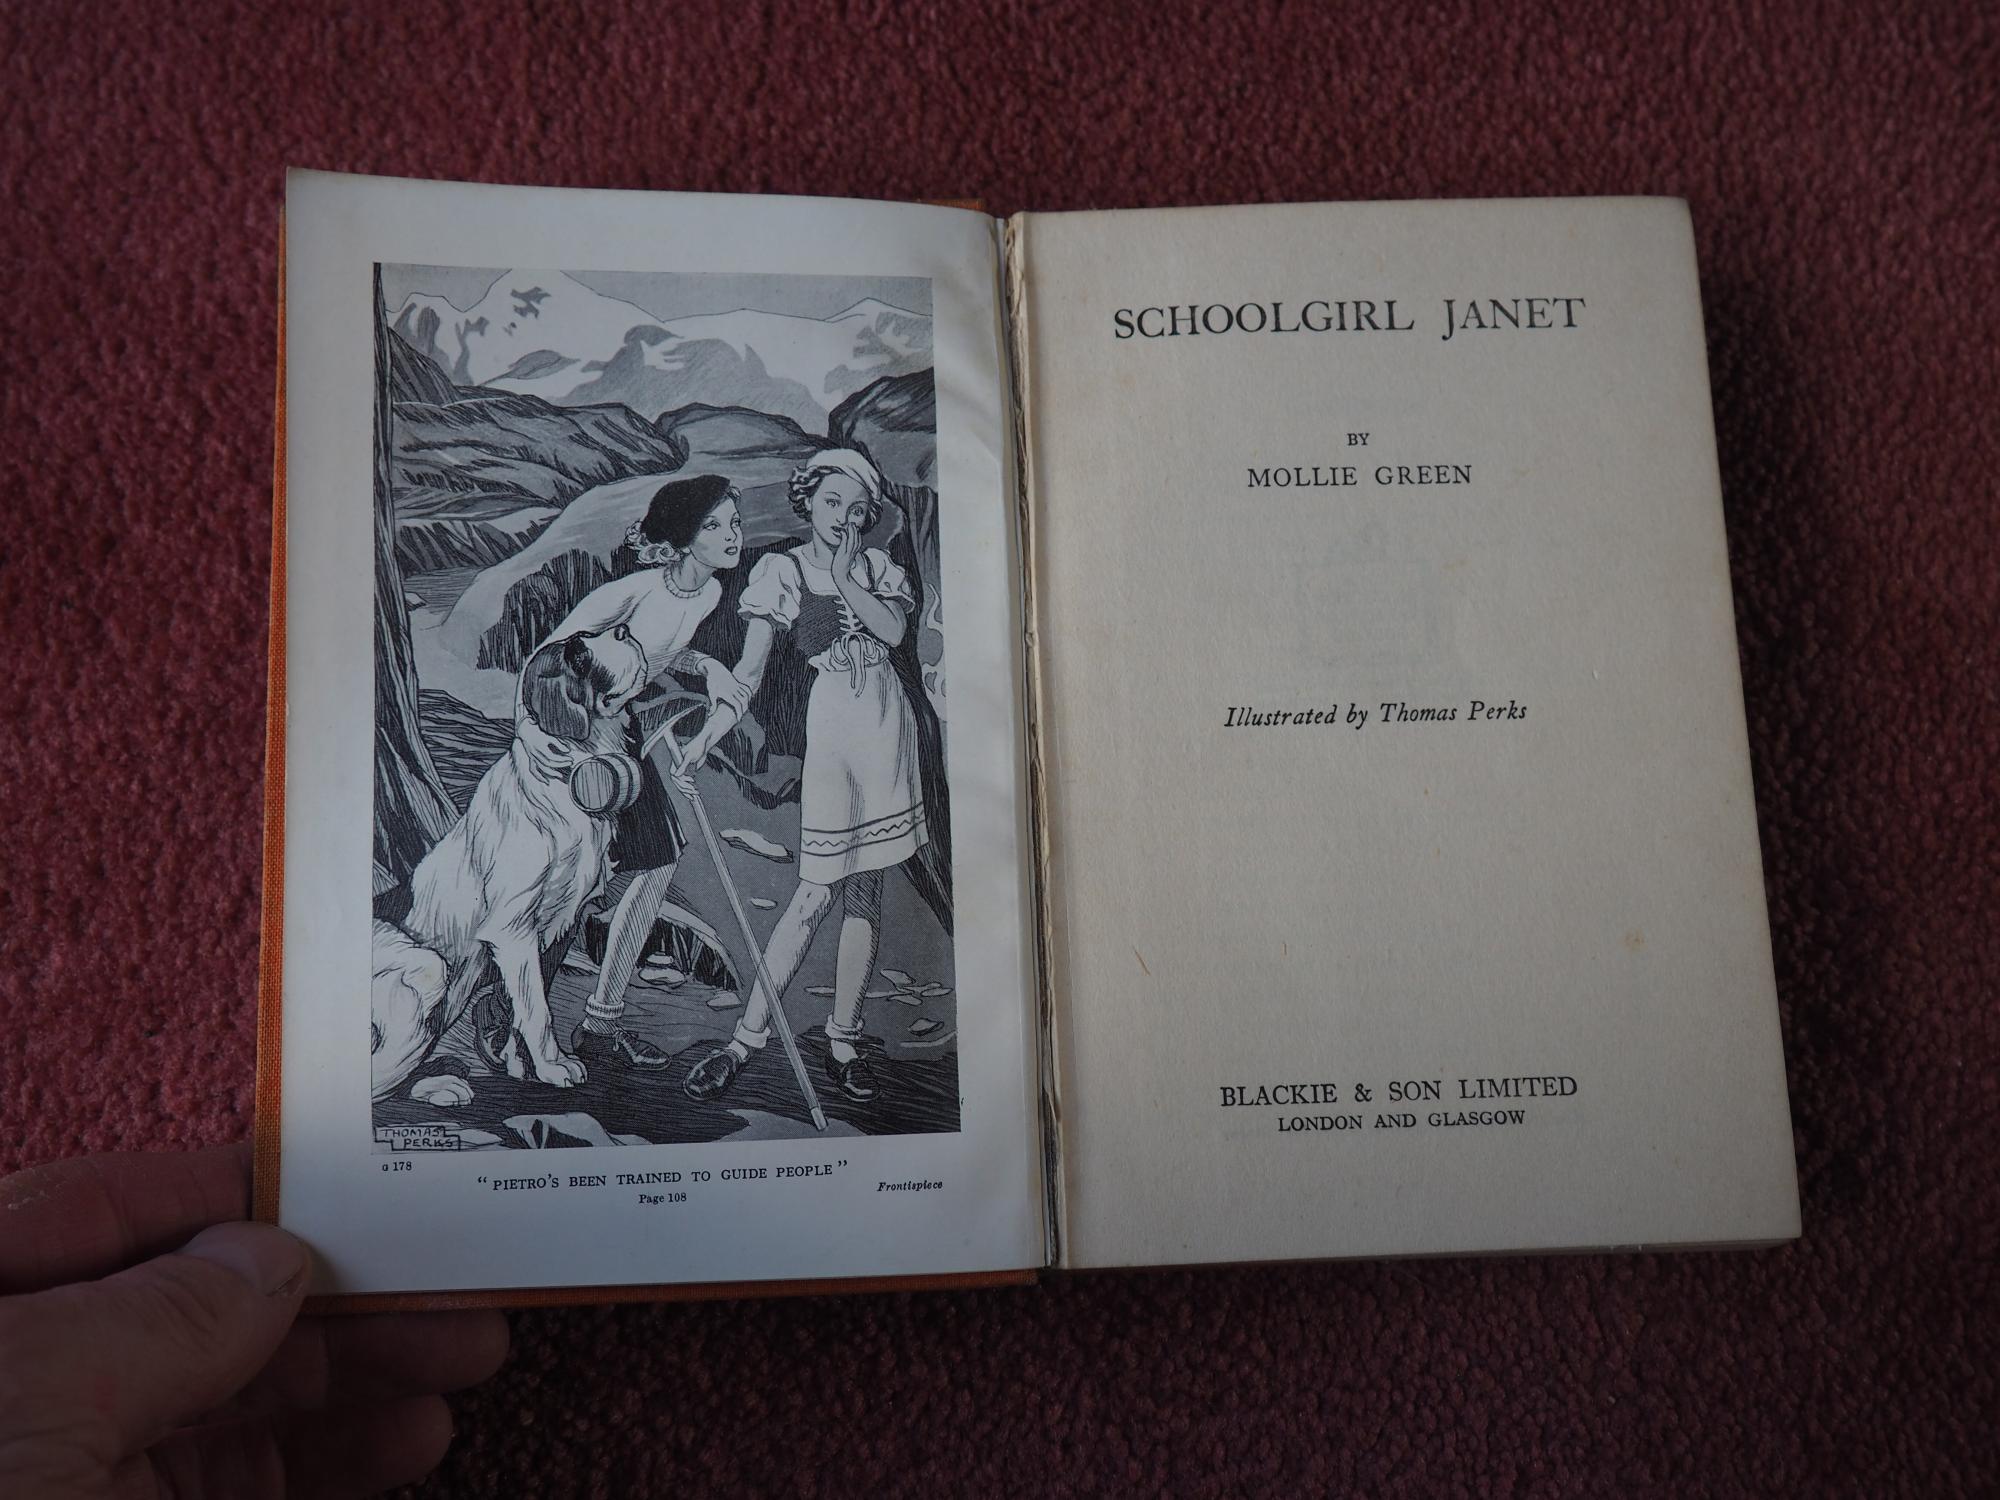 THOMAS
PERKS
G 178
"PIETRO'S BEEN TRAINED TO GUIDE PEOPLE"
Page 108
Frontispiece
SCHOOLGIRL JANET
BY
MOLLIE GREEN
Illustrated by Thomas Perks
BLACKIE & SON LIMITED
LONDON AND GLASGOW